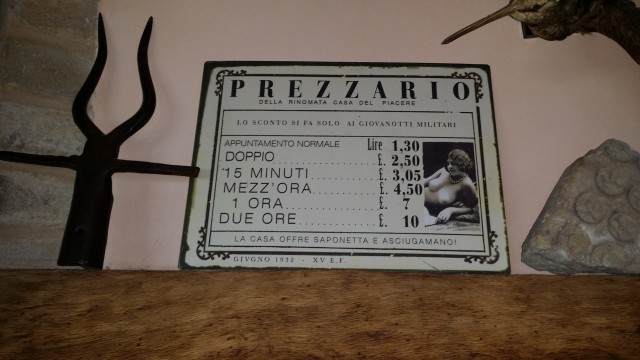 PREZZARIO
DELLA RINOMATA CASA DEL PIACERE
LO SCONTO SI FA SOLO AI GIOVANOTTI MILITARI
APPUNTAMENTO NORMALE Lire 1,30
DOPPIO............ £. 2,50
15 MINUTI........... £. 3,05
MEZZ'ORA........... £. 4,50
1 ORA............ £. 7
DUE ORE............ £. 10
LA CASA OFFRE SAPONETTA E ASCIUGAMANO!
GIVGNO 1932 - XV E.F.